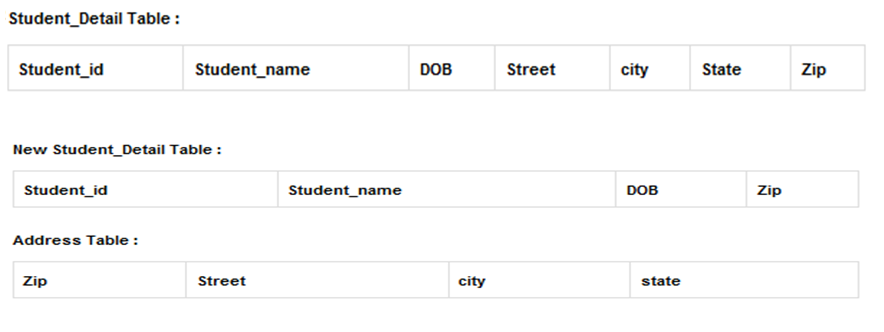 Student_Detail Table :
Student_id Student_name DOB Street city State Zip
New Student_Detail Table :
Student_id Student_name DOB Zip
Address Table :
Zip Street city state